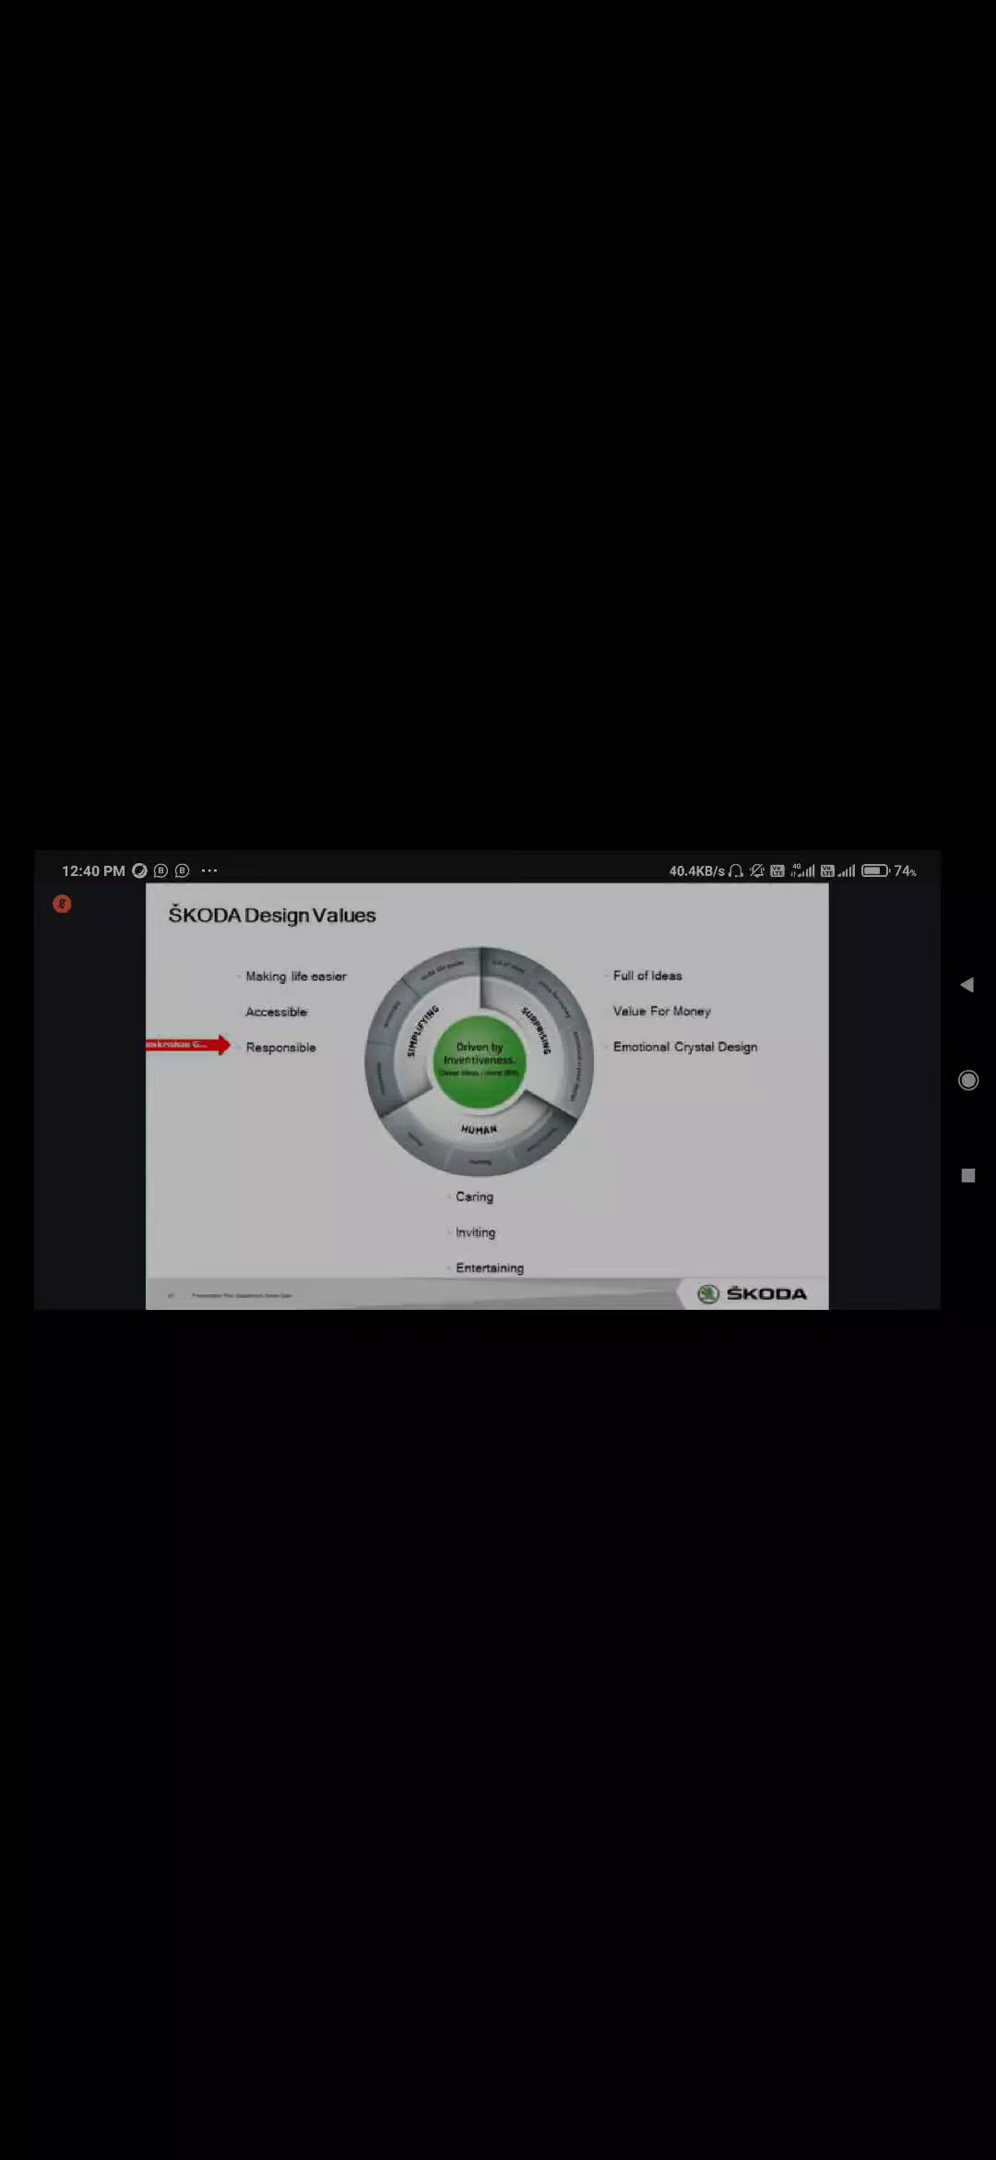 12:40 PM
40.4KB/s
4G
74%
ŠKODA Design Values
Making life easier
Accessible
Responsible
SIMPLIFYING
SURPRISING
HUMAN
Driven by
Inventiveness.
Full of Ideas
Value For Money
Emotional Crystal Design
Caring
Inviting
Entertaining
ŠKODA